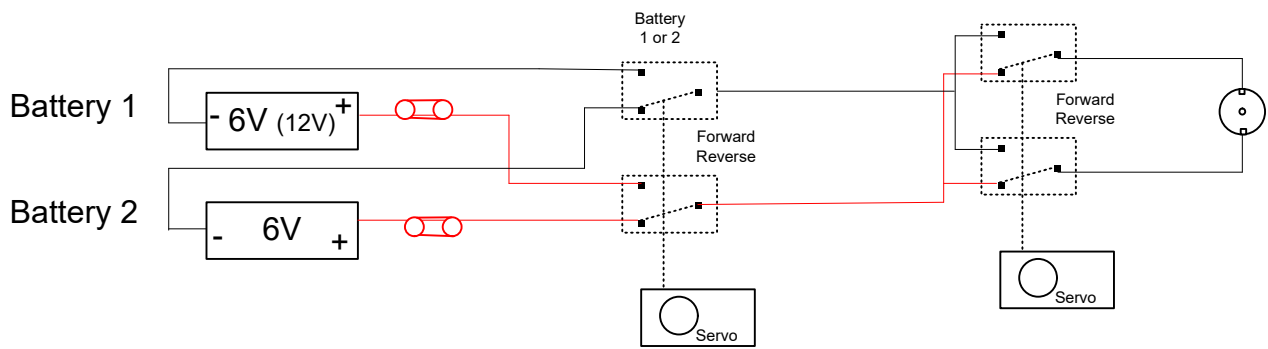 Battery
1 or 2
Battery 1
- 6V (12V) +
Forward
Reverse
Forward
Reverse
Battery 2
- 6V +
Servo
Servo